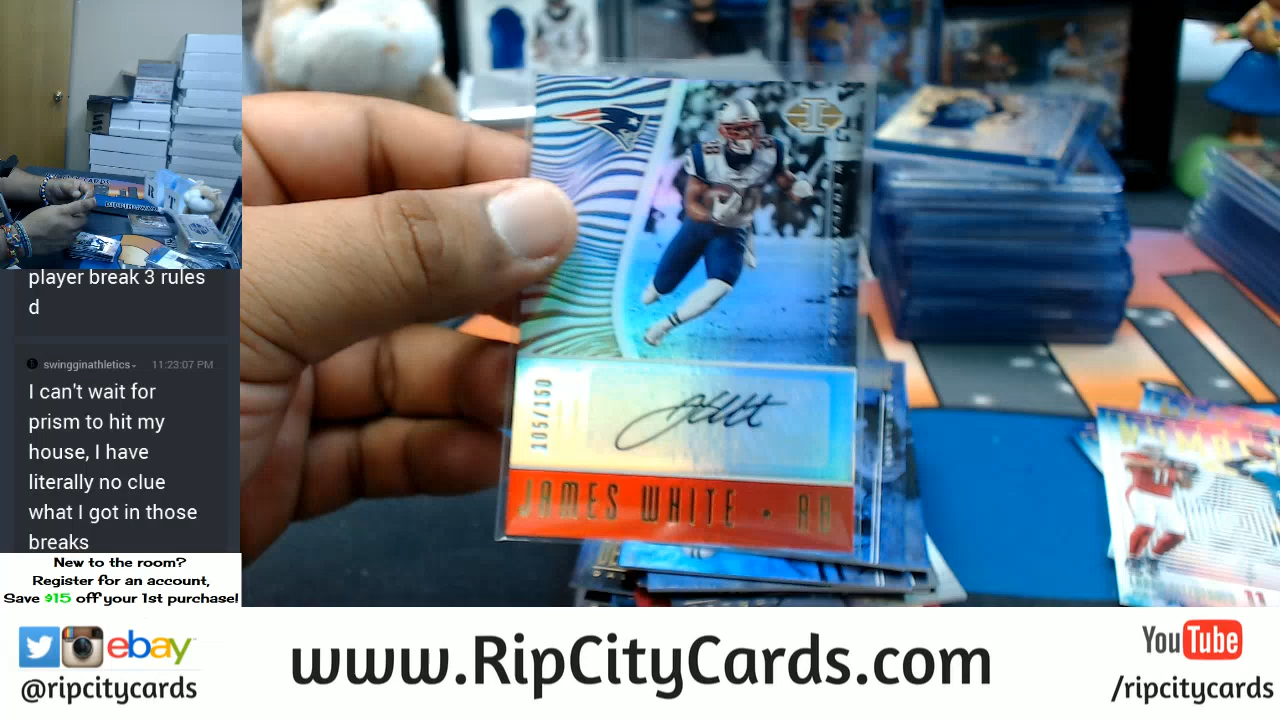 player break 3 rules
d
swingginathletics
11:23:07 PM
I can't wait for
prism to hit my
house, I have
literally no clue
what I got in those
breaks
New to the room?
Register for an account,
Save $15 off your 1st purchase!
105/150
JAMES WHITE • RB
11
ebay
@ripcitycards
www.RipCityCards.com
YouTube
/ripcitycards